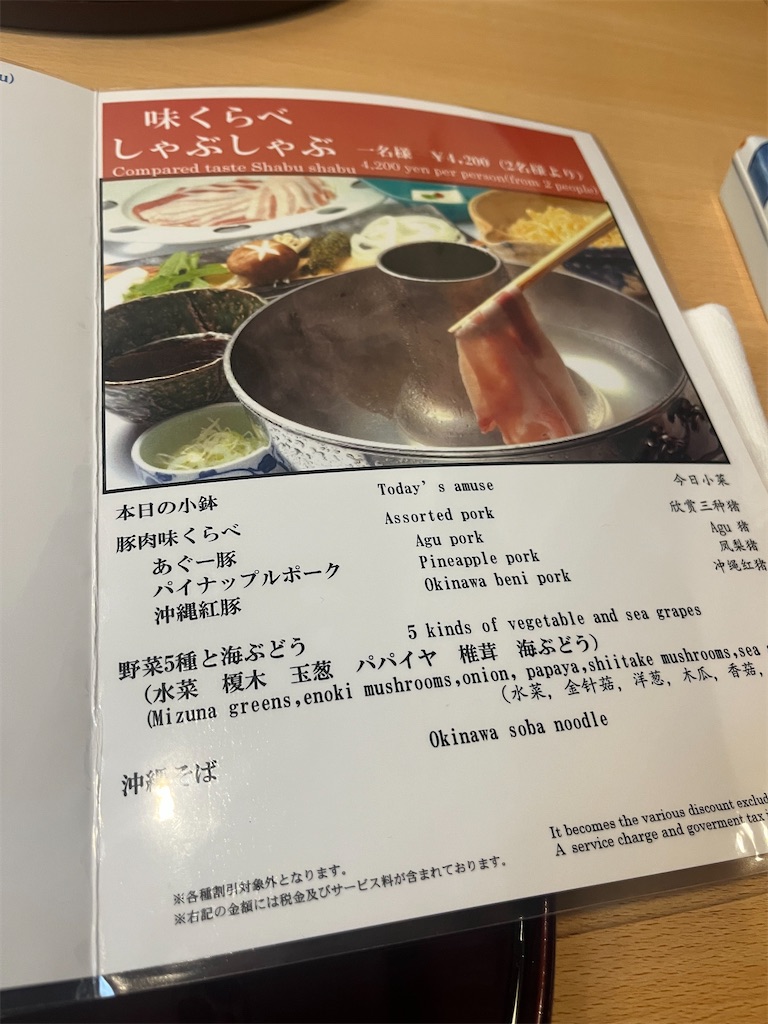 u)
味くらべ
しゃぶしゃぶ 一名様 ¥4,200 (2名様より)
Compared taste Shabu shabu 4,200 yen per person(from 2 people)
本日の小鉢 Today's amuse 今日小菜
豚肉味くらべ Assorted pork 欣赏三种猪
あぐー豚 Agu pork Agu 猪
パイナップルポーク Pineapple pork 凤梨猪
沖縄紅豚 Okinawa beni pork 冲绳红猪
野菜5種と海ぶどう 5 kinds of vegetable and sea grapes
(水菜 榎木 玉葱 パパイヤ 椎茸 海ぶどう)
(Mizuna greens,enoki mushrooms,onion, papaya,shiitake mushrooms,sea
(水菜, 金针菇, 洋葱, 木瓜, 香菇,
沖縄そば Okinawa soba noodle
It becomes the various discount exclud
A service charge and goverment tax i
※各種割引対象外となります。
※右記の金額には税金及びサービス料が含まれております。